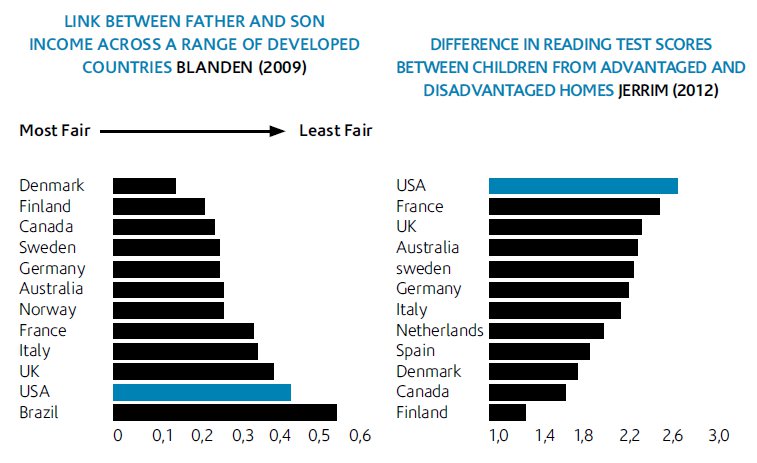 LINK BETWEEN FATHER AND SON
INCOME ACROSS A RANGE OF DEVELOPED
COUNTRIES BLANDEN (2009)
Most Fair
Least Fair
Denmark
Finland
Canada
Sweden
Germany
Australia
Norway
France
Italy
UK
USA
Brazil
0 0,1 0,2 0,3 0,4 0,5 0,6
DIFFERENCE IN READING TEST SCORES
BETWEEN CHILDREN FROM ADVANTAGED AND
DISADVANTAGED HOMES JERRIM (2012)
USA
France
UK
Australia
sweden
Germany
Italy
Netherlands
Spain
Denmark
Canada
Finland
1,0 1,4 1,8 2,2 2,6 3,0